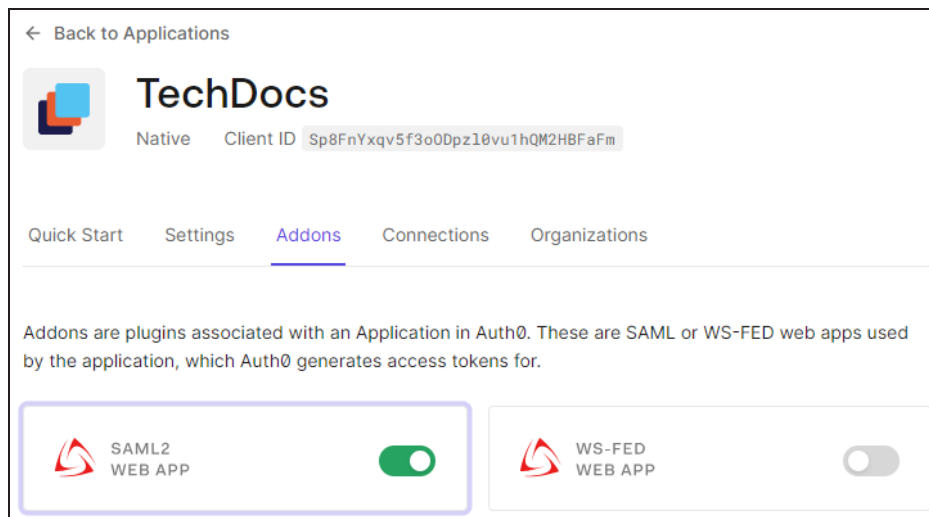 ← Back to Applications
TechDocs
Native Client ID Sp8FnYxqv5f3oODpzl0vu1hQM2HBFaFm
Quick Start Settings Addons Connections Organizations
Addons are plugins associated with an Application in Auth0. These are SAML or WS-FED web apps used
by the application, which Auth0 generates access tokens for.
SAML2
WEB APP
WS-FED
WEB APP